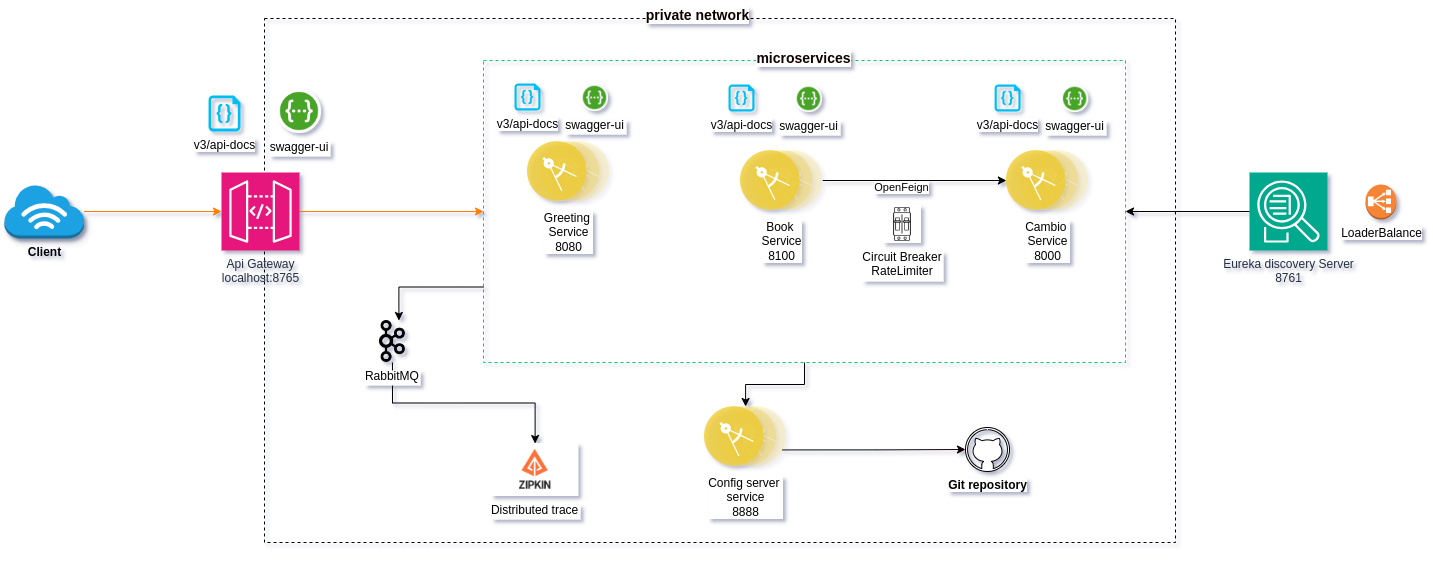 private network
microservices
v3/api-docs
swagger-ui
v3/api-docs
swagger-ui
v3/api-docs
swagger-ui
v3/api-docs
swagger-ui
Client
Api Gateway
localhost:8765
Greeting
Service
8080
Book
Service
8100
OpenFeign
Circuit Breaker
RateLimiter
Cambio
Service
8000
Eureka discovery Server
8761
LoaderBalance
RabbitMQ
ZIPKIN
Distributed trace
Config server
service
8888
Git repository